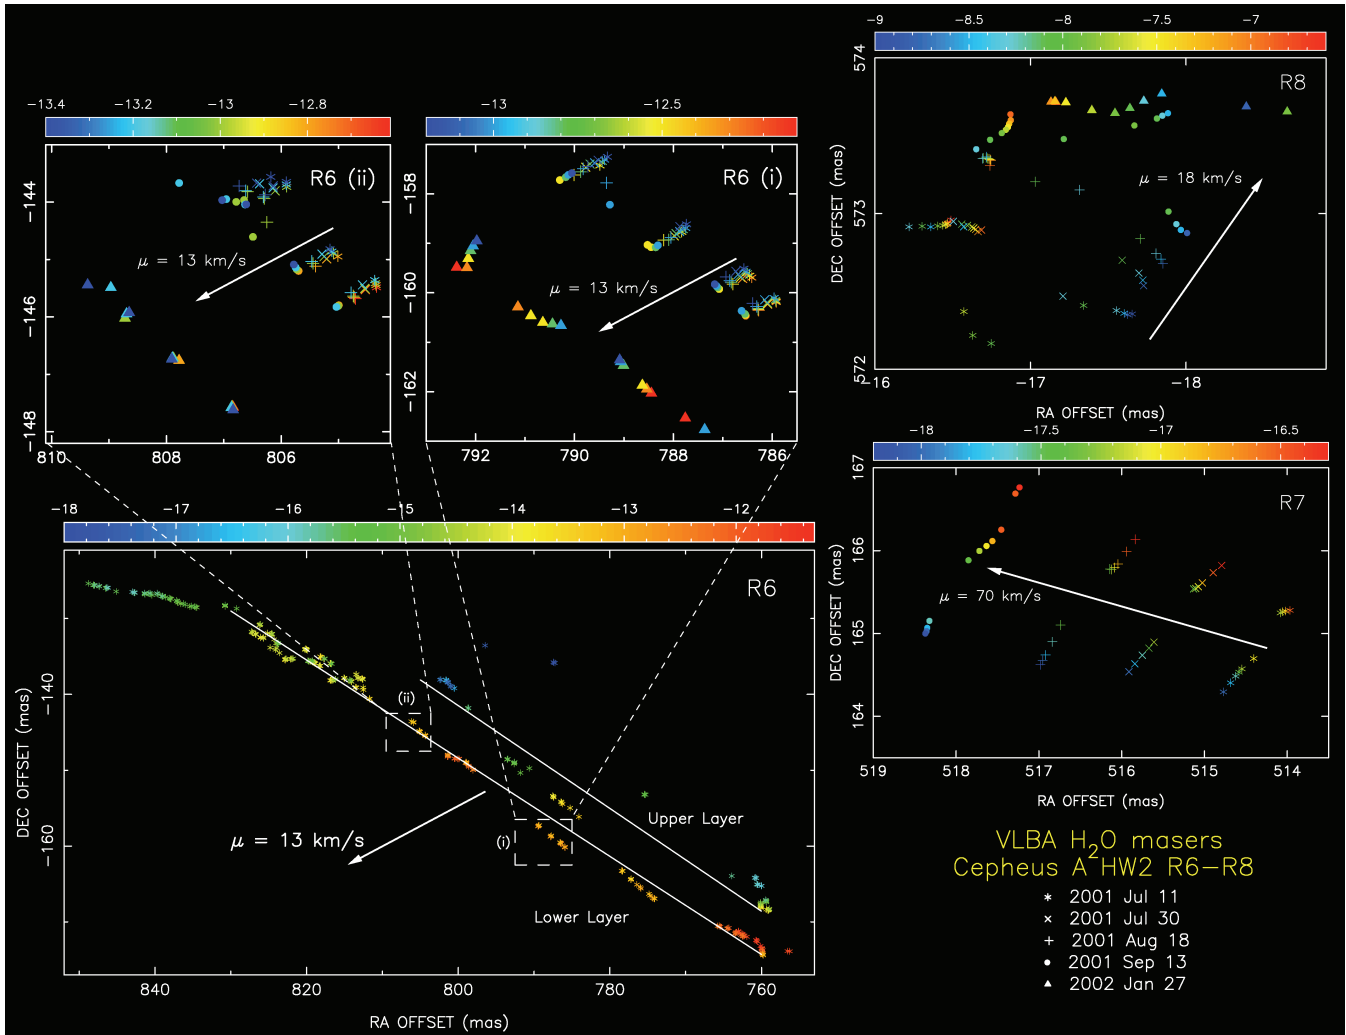 −13.4 −13.2 −13 −12.8
R6 (ii)
μ = 13 km/s
−144
−146
−148
810 808 806
−13 −12.5
R6 (i)
μ = 13 km/s
−158
−160
−162
792 790 788 786
−9 −8.5 −8 −7.5 −7
R8
μ = 18 km/s
574
573
572
DEC OFFSET (mas)
−16 −17 −18
RA OFFSET (mas)
−18 −17.5 −17 −16.5
R7
μ = 70 km/s
167
166
165
164
DEC OFFSET (mas)
519 518 517 516 515 514
RA OFFSET (mas)
−18 −17 −16 −15 −14 −13 −12
R6
(ii)
(i)
Upper Layer
Lower Layer
μ = 13 km/s
−140
−160
DEC OFFSET (mas)
840 820 800 780 760
RA OFFSET (mas)
VLBA H2O masers
Cepheus A HW2 R6−R8
2001 Jul 11
2001 Jul 30
2001 Aug 18
2001 Sep 13
2002 Jan 27